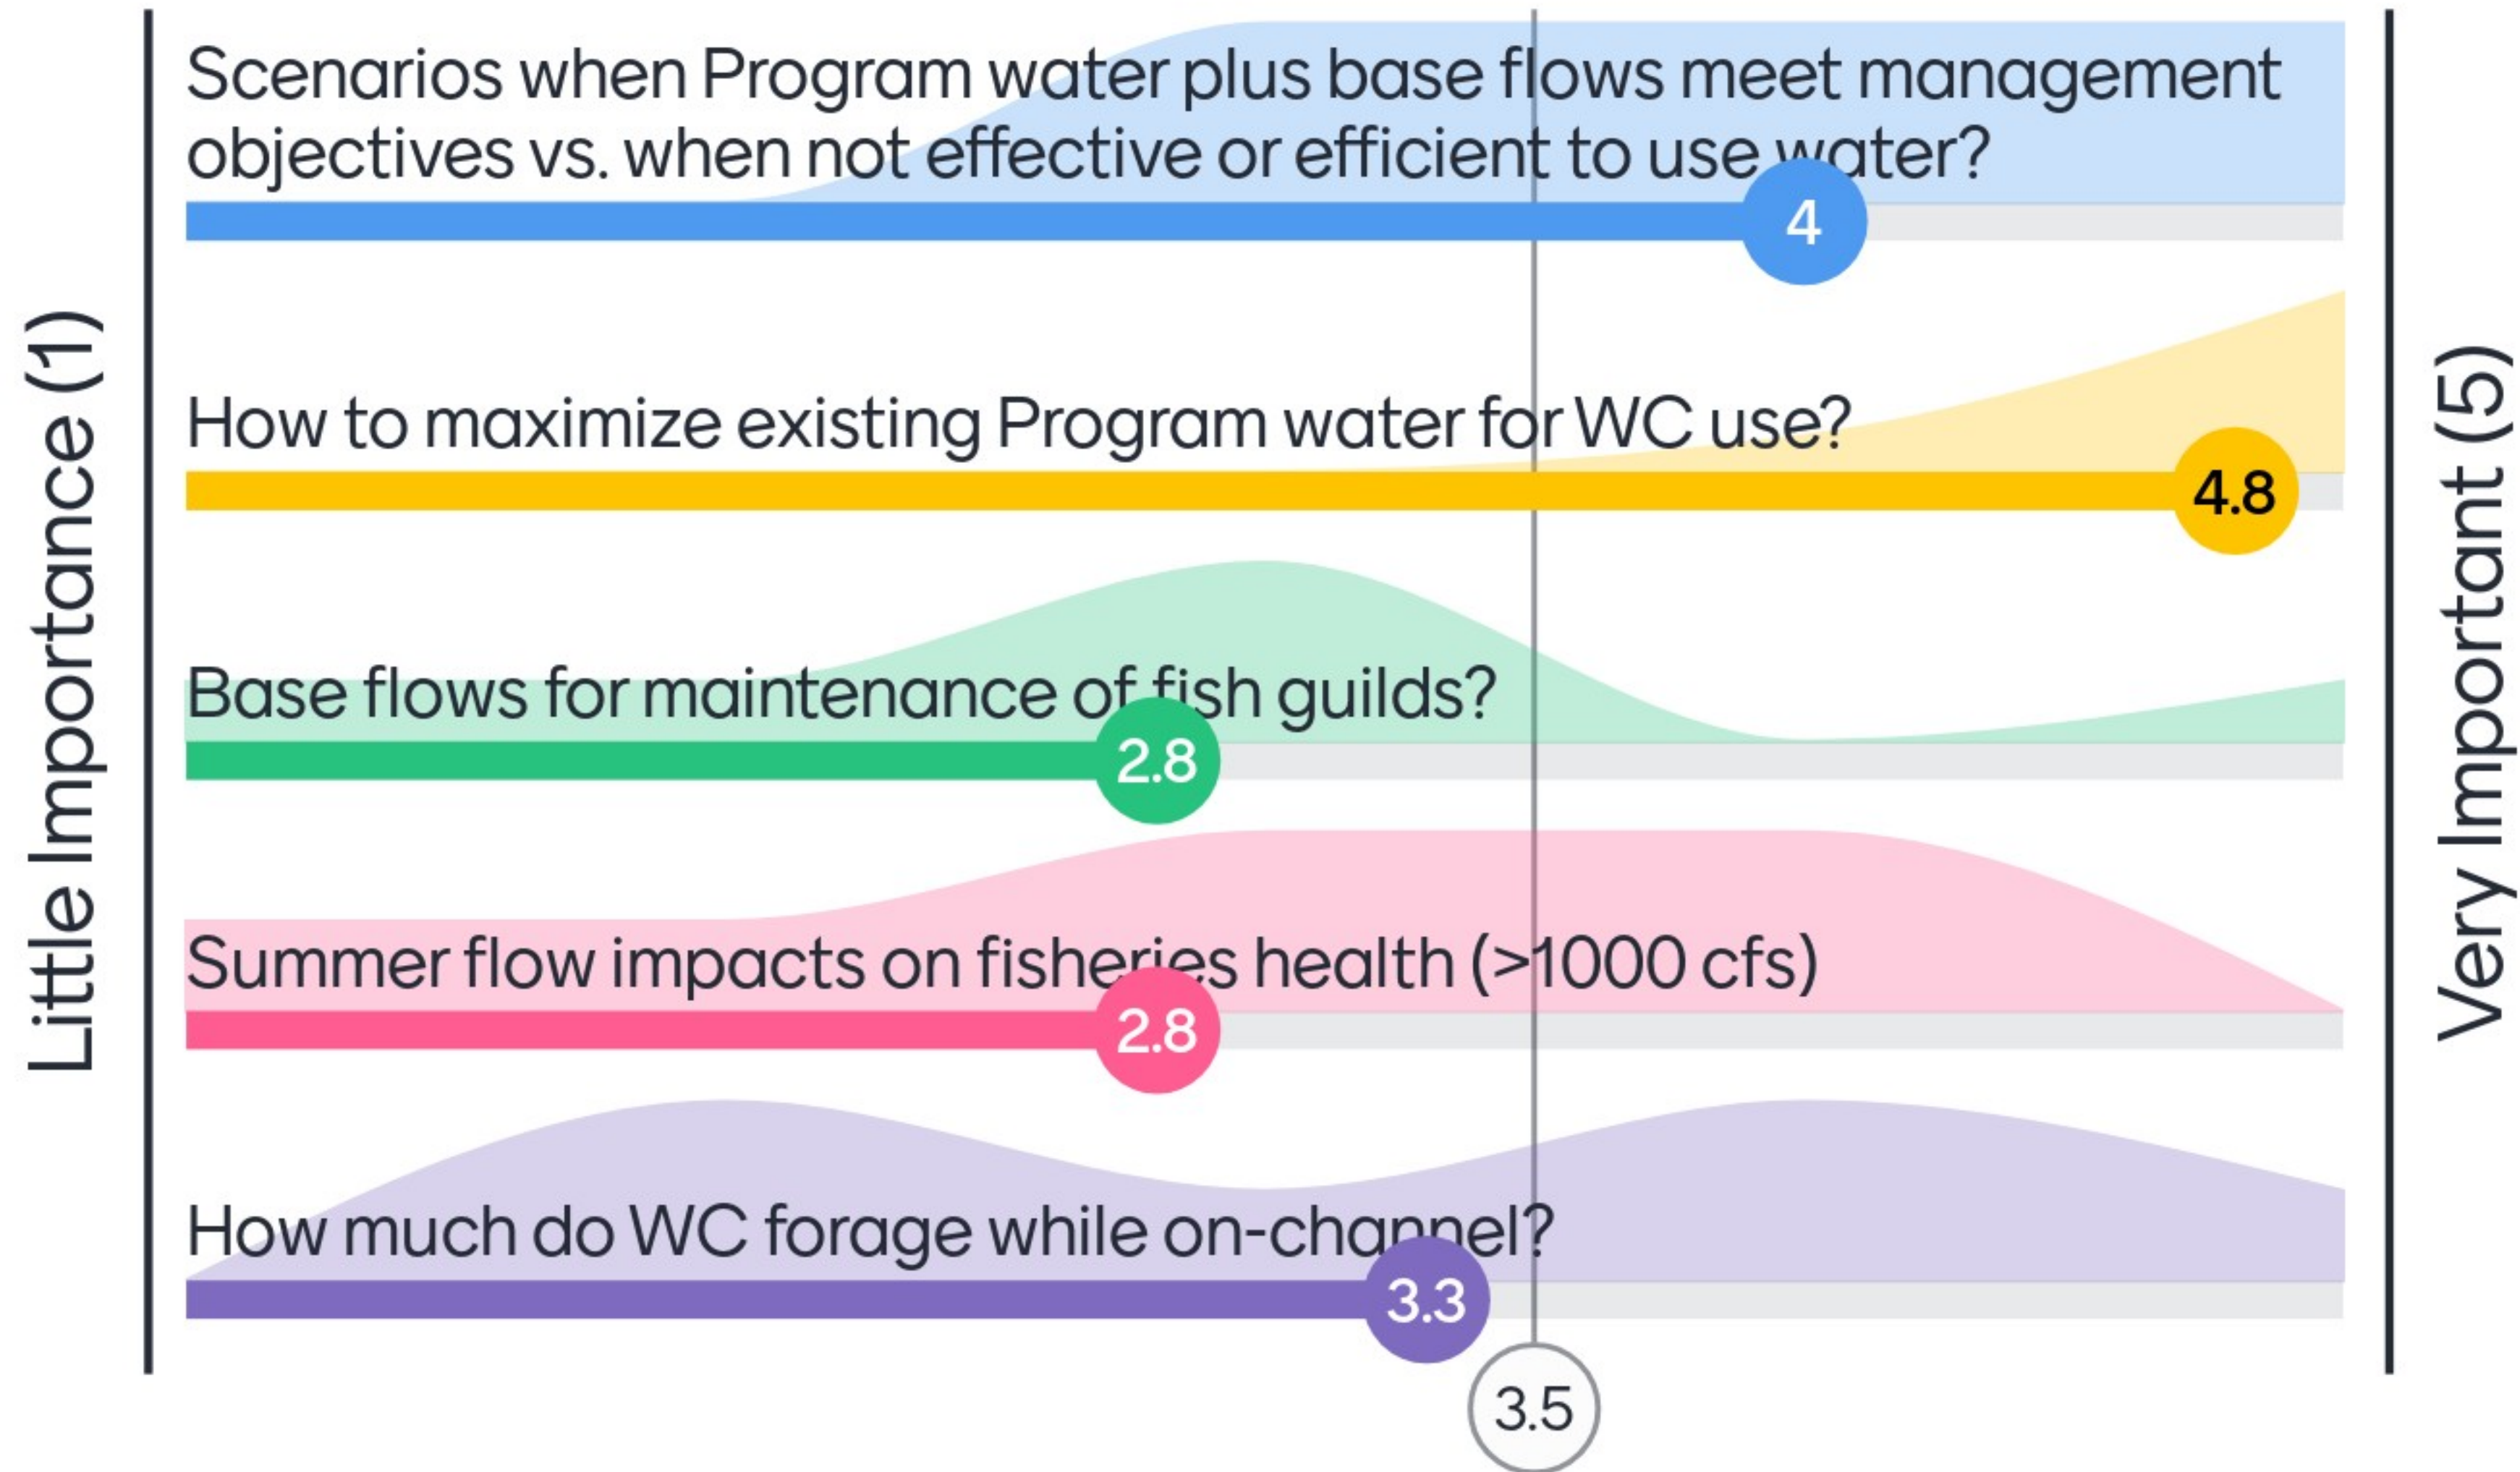 Scenarios when Program water plus base flows meet management
objectives vs. when not effective or efficient to use water?
4
How to maximize existing Program water for WC use?
4.8
Base flows for maintenance of fish guilds?
2.8
Summer flow impacts on fisheries health (>1000 cfs)
2.8
How much do WC forage while on-channel?
3.3
3.5
Little Importance (1)
Very Important (5)